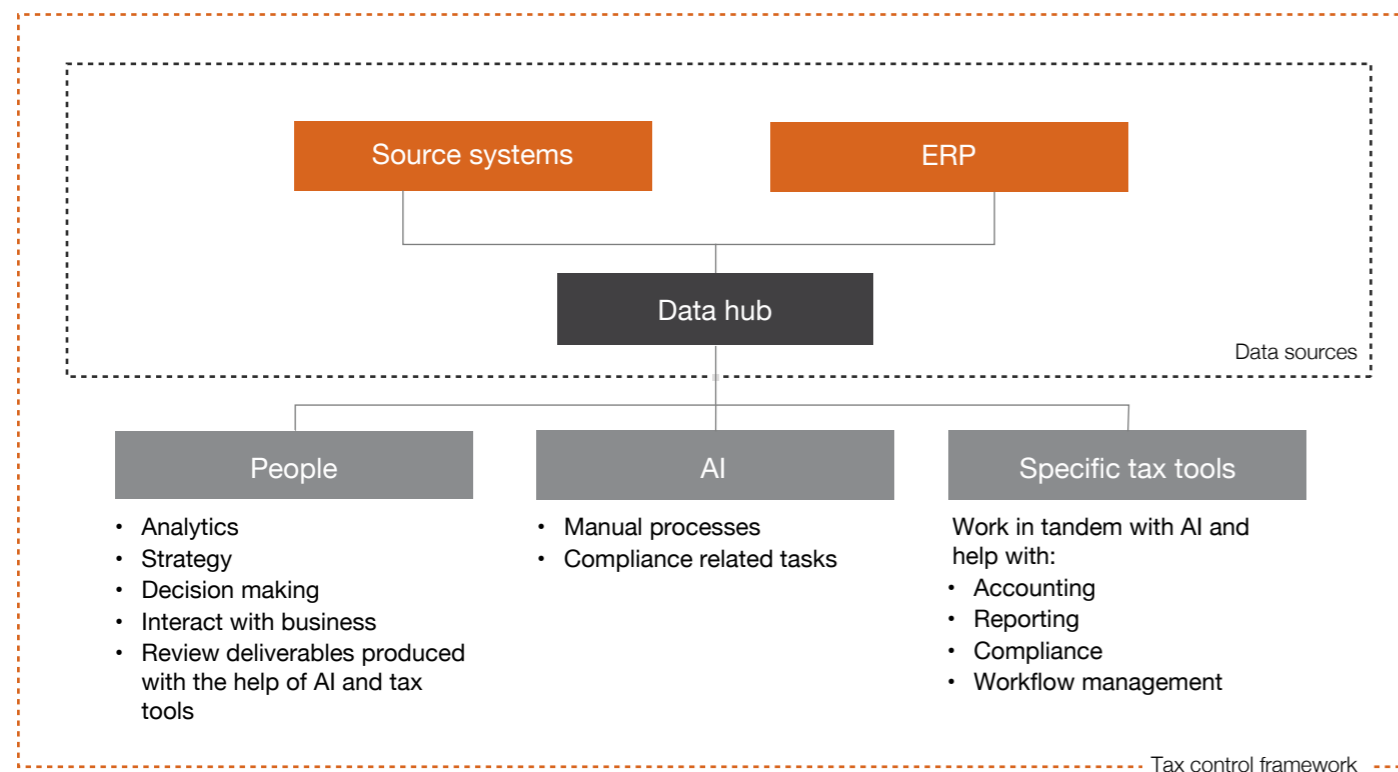 Source systems
ERP
Data hub
Data sources
People
AI
Specific tax tools
• Analytics
• Strategy
• Decision making
• Interact with business
• Review deliverables produced
with the help of AI and tax
tools
• Manual processes
• Compliance related tasks
Work in tandem with AI and
help with:
• Accounting
• Reporting
• Compliance
• Workflow management
Tax control framework